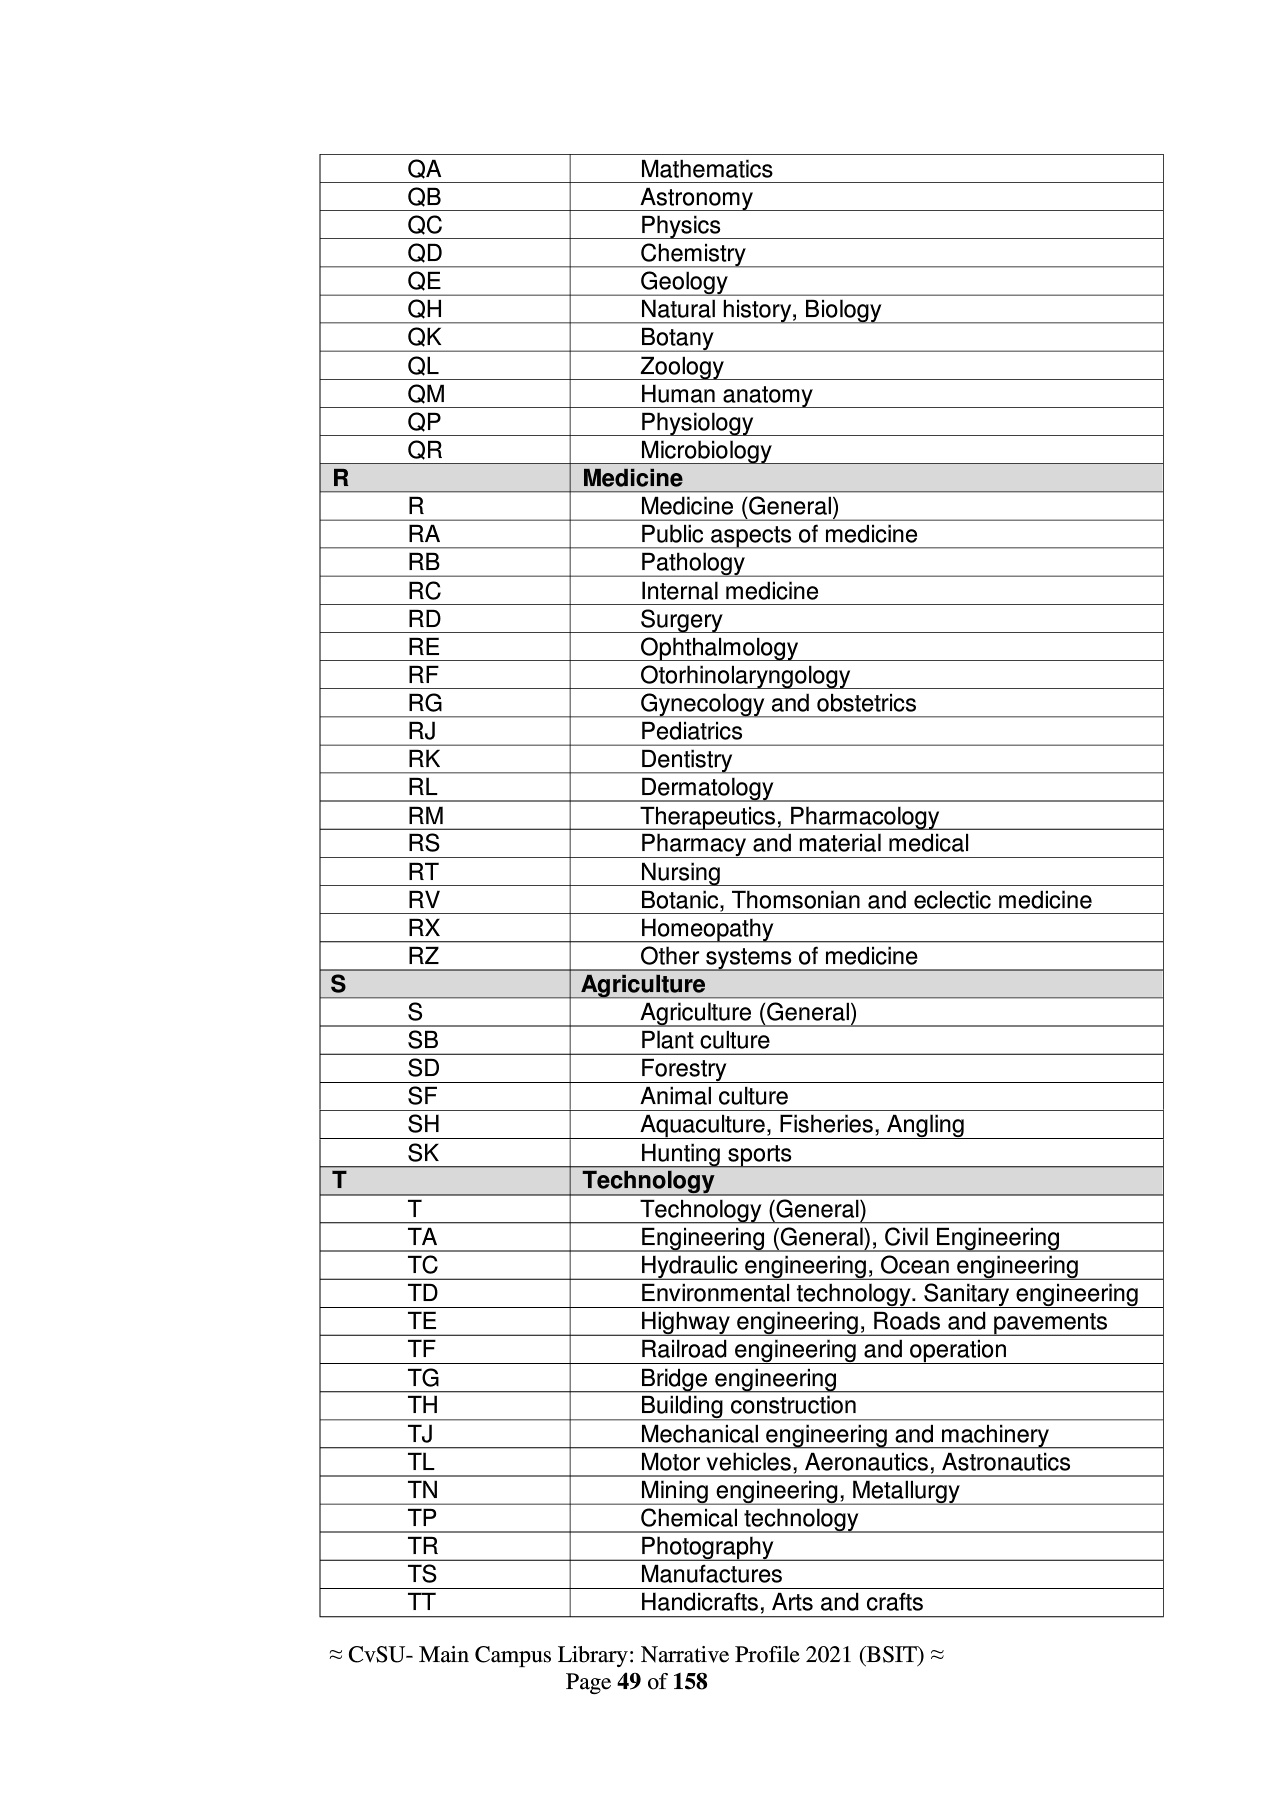 QA Mathematics
QB Astronomy
QC Physics
QD Chemistry
QE Geology
QH Natural history, Biology
QK Botany
QL Zoology
QM Human anatomy
QP Physiology
QR Microbiology
R Medicine
R Medicine (General)
RA Public aspects of medicine
RB Pathology
RC Internal medicine
RD Surgery
RE Ophthalmology
RF Otorhinolaryngology
RG Gynecology and obstetrics
RJ Pediatrics
RK Dentistry
RL Dermatology
RM Therapeutics, Pharmacology
RS Pharmacy and material medical
RT Nursing
RV Botanic, Thomsonian and eclectic medicine
RX Homeopathy
RZ Other systems of medicine
S Agriculture
S Agriculture (General)
SB Plant culture
SD Forestry
SF Animal culture
SH Aquaculture, Fisheries, Angling
SK Hunting sports
T Technology
T Technology (General)
TA Engineering (General), Civil Engineering
TC Hydraulic engineering, Ocean engineering
TD Environmental technology. Sanitary engineering
TE Highway engineering, Roads and pavements
TF Railroad engineering and operation
TG Bridge engineering
TH Building construction
TJ Mechanical engineering and machinery
TL Motor vehicles, Aeronautics, Astronautics
TN Mining engineering, Metallurgy
TP Chemical technology
TR Photography
TS Manufactures
TT Handicrafts, Arts and crafts
≈ CvSU- Main Campus Library: Narrative Profile 2021 (BSIT) ≈
Page 49 of 158